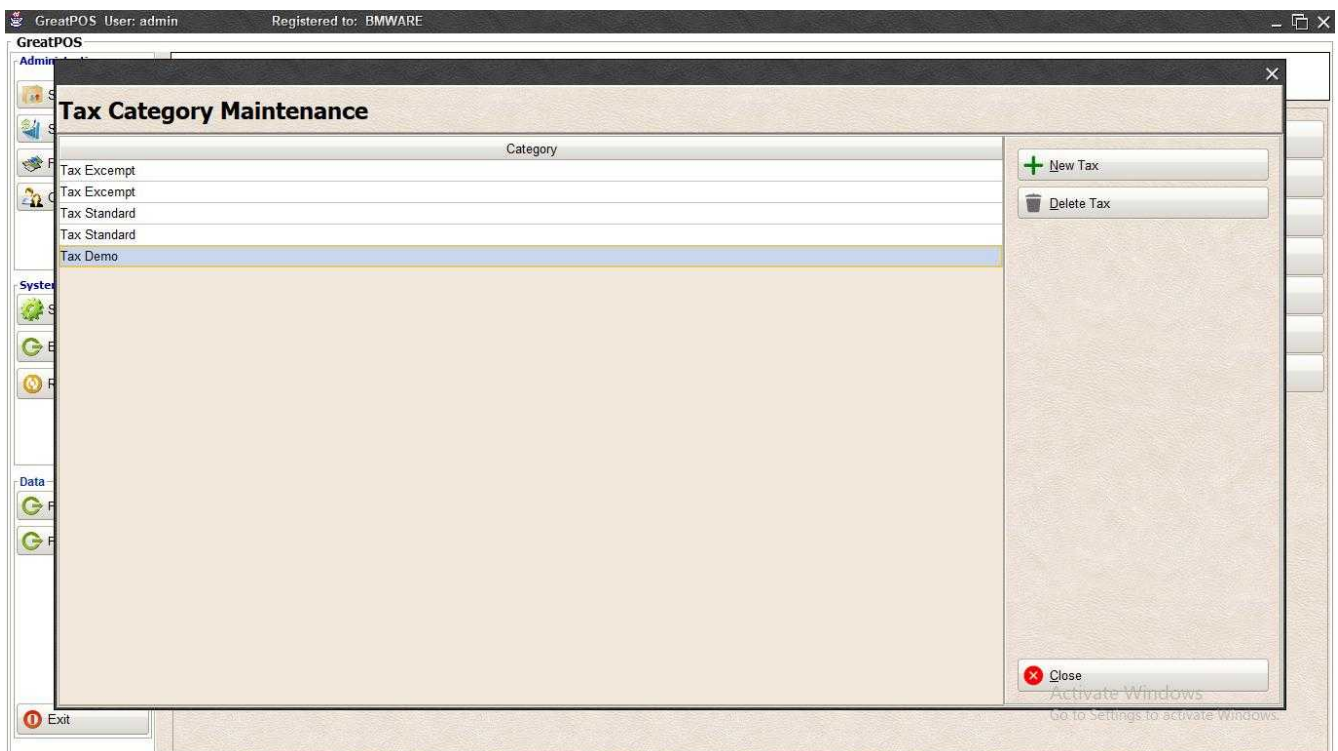 GreatPOS User: admin Registered to: BMWARE
GreatPOS
Tax Category Maintenance
Category
Tax Excempt
Tax Excempt
Tax Standard
Tax Standard
Tax Demo
New Tax
Delete Tax
System
Data
Close
Activate Windows
Go to Settings to activate Windows.
Exit